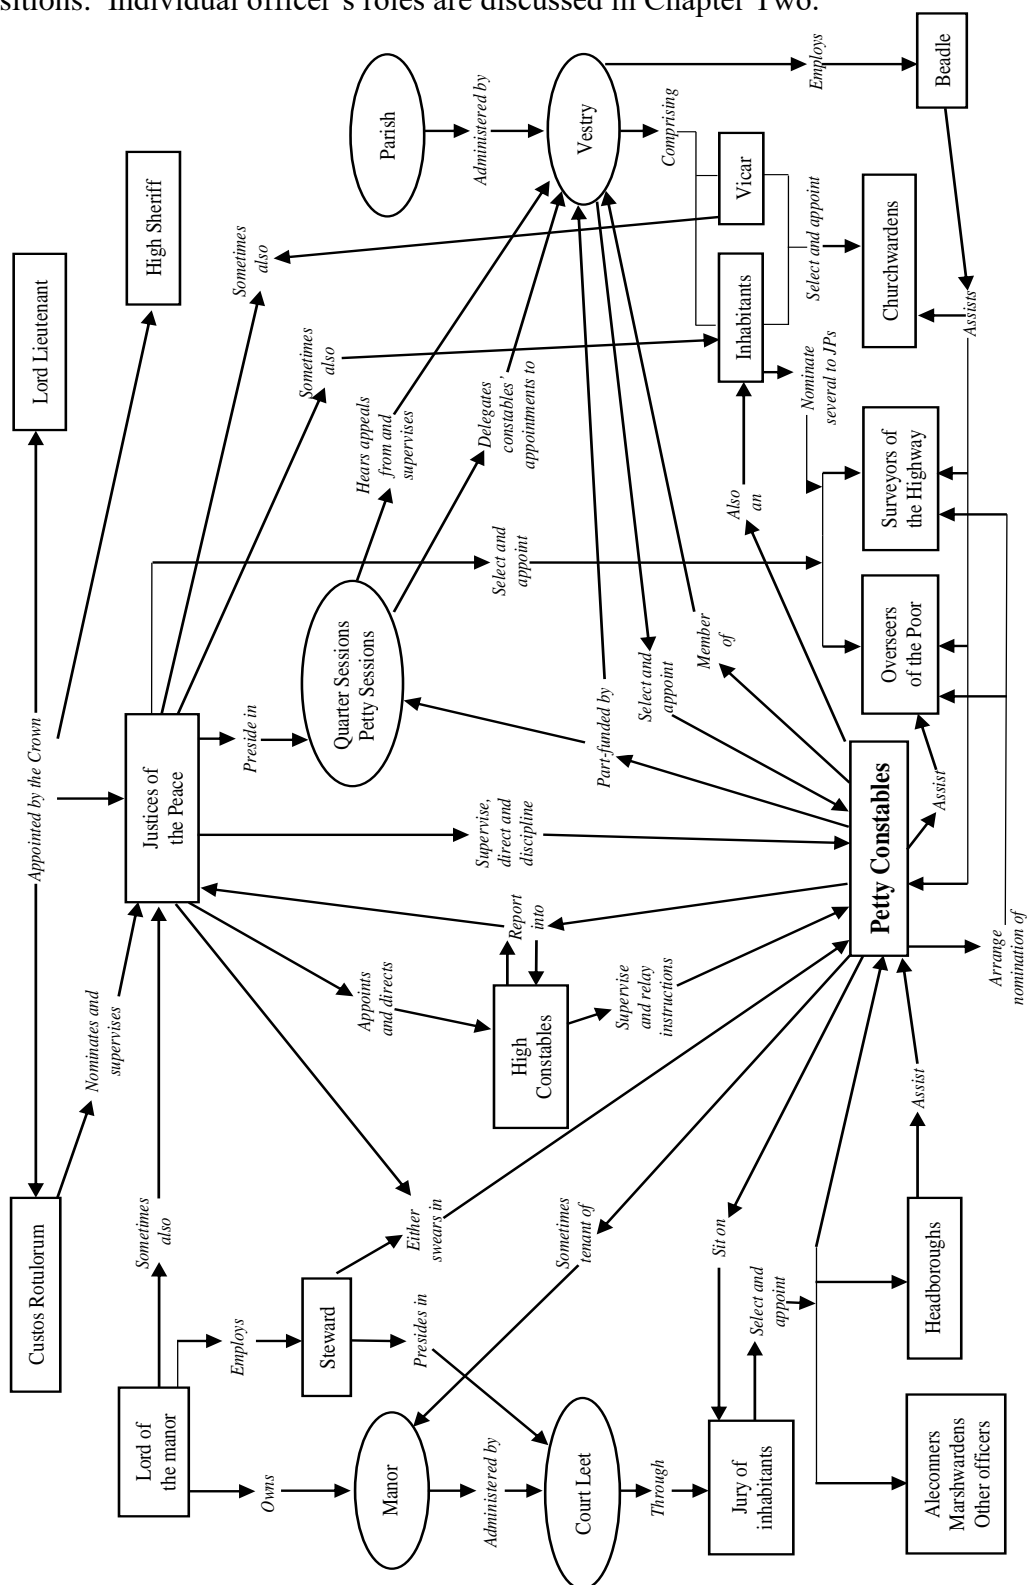 sitions. Individual officer's roles are discussed in Chapter Two.
Custos Rotulorum
Appointed by the Crown
Lord Lieutenant
Nominates and
supervises
High Sheriff
Lord of
the manor
Sometimes
also
Justices of
the Peace
Sometimes
also
Sometimes
also
Employs
Owns
Preside in
Steward
Presides in
Either
swears in
Appoints
and directs
Quarter Sessions
Petty Sessions
Hears appeals
from and
supervises
Parish
Manor
Administered by
Supervise,
direct and
discipline
Select and
appoint
Delegates
constables'
appointments to
Administered by
Court Leet
Sometimes
tenant of
High
Constables
Report
into
Part-funded by
Vestry
Through
Supervise
and relay
instructions
Select and
appoint
Member
of
Comprising
Jury of
inhabitants
Sit on
Select and
appoint
Also
an
Inhabitants
Vicar
Nominate
several to JPs
Select and appoint
Employs
Aleconners
Marshwardens
Other officers
Headboroughs
Assist
Petty Constables
Assist
Overseers
of the Poor
Surveyors of
the Highway
Churchwardens
Beadle
Assists
Arrange
nomination of